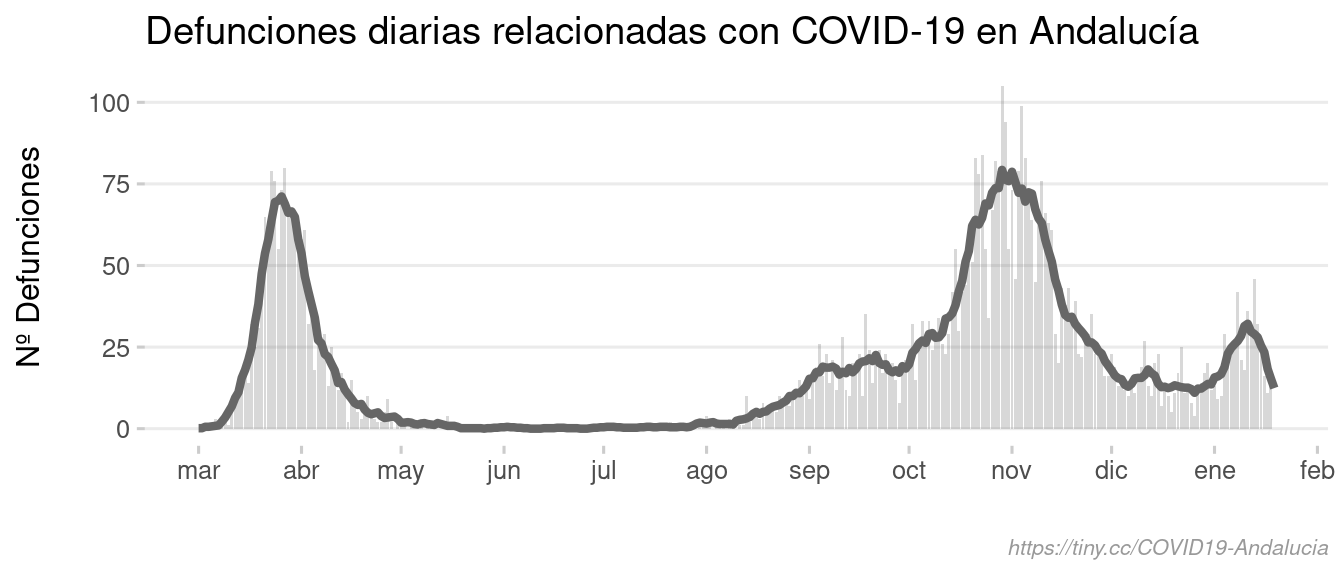 Defunciones diarias relacionadas con COVID-19 en Andalucía
Nº Defunciones
100
75
50
25
0
mar abr may jun jul ago sep oct nov dic ene feb
https://tiny.cc/COVID19-Andalucia